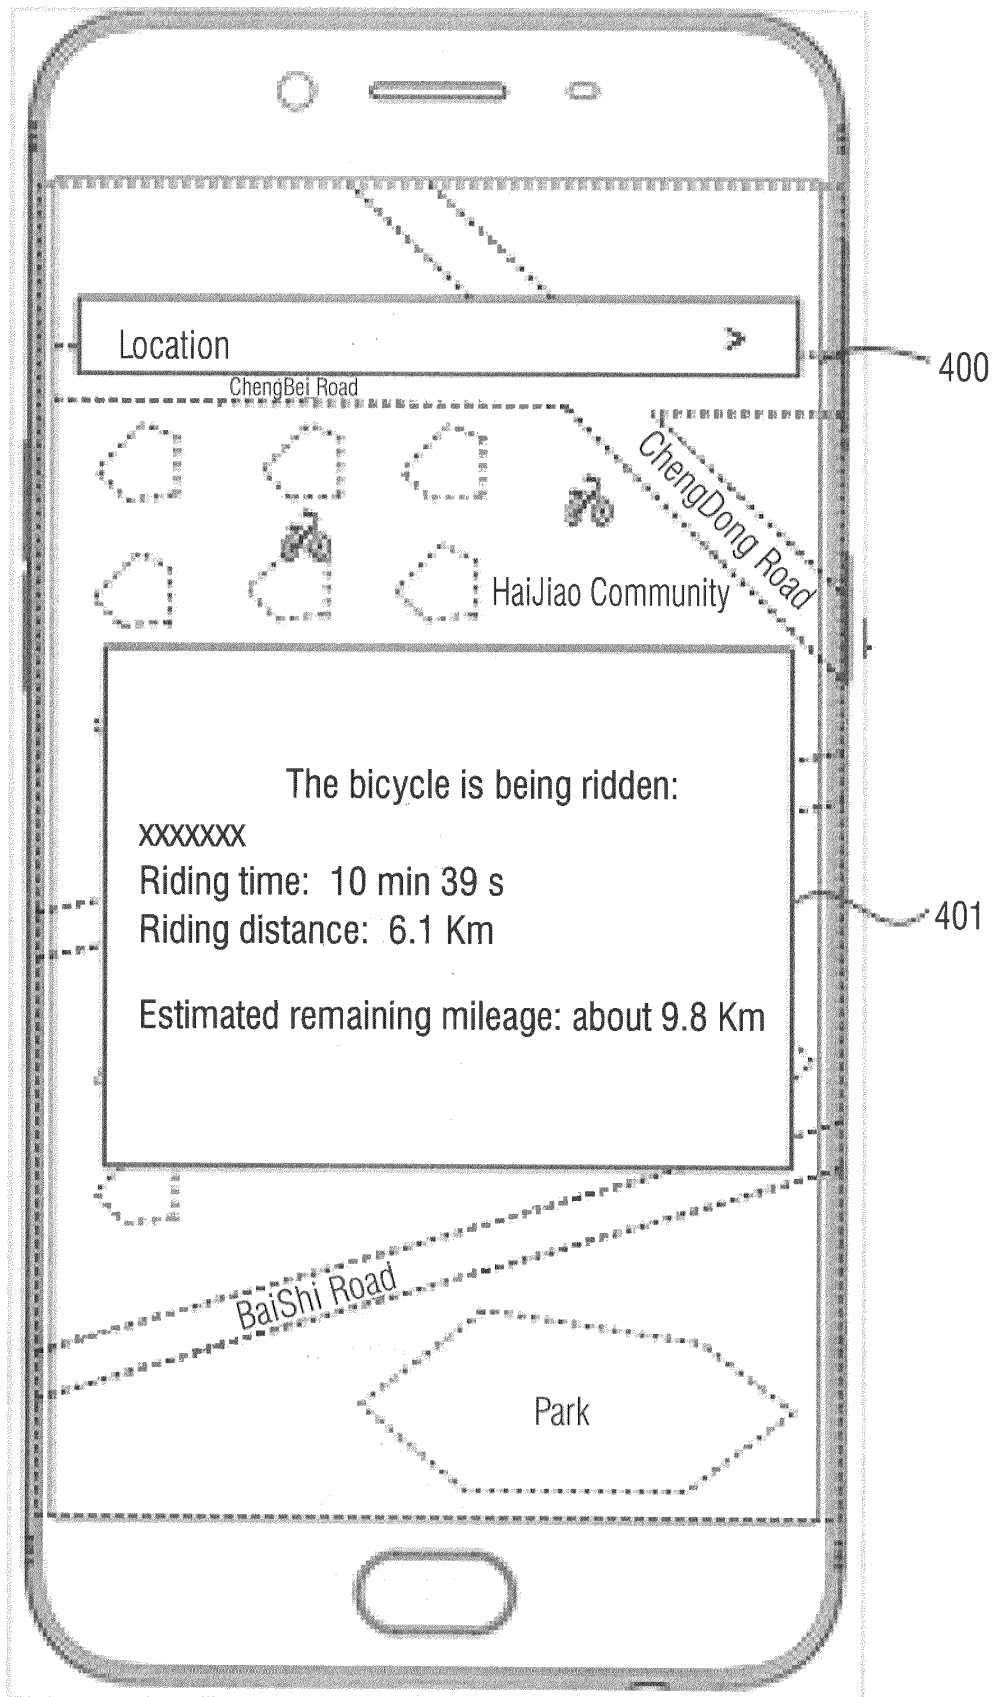 Location >
400
ChengBei Road
ChengDong Road
HaiJiao Community
The bicycle is being ridden:
XXXXXXX
Riding time: 10 min 39 s
401
Riding distance: 6.1 Km
Estimated remaining mileage: about 9.8 Km
BaiShi Road
Park